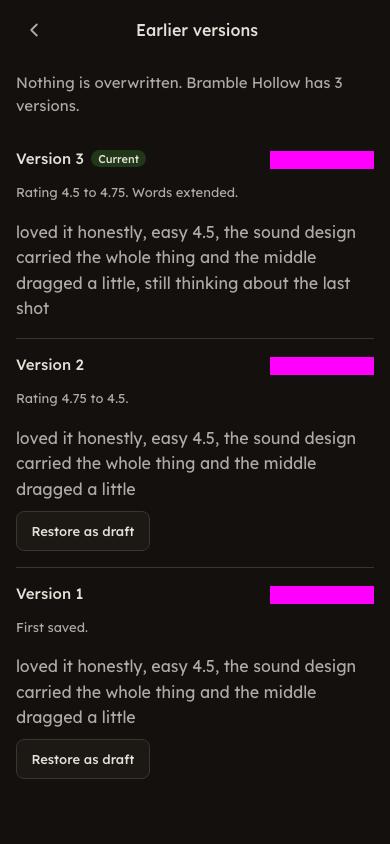 Earlier versions
Nothing is overwritten. Bramble Hollow has 3
versions.
Version 3 Current
Rating 4.5 to 4.75. Words extended.
loved it honestly, easy 4.5, the sound design
carried the whole thing and the middle
dragged a little, still thinking about the last
shot
Version 2
Rating 4.75 to 4.5.
loved it honestly, easy 4.5, the sound design
carried the whole thing and the middle
dragged a little
Restore as draft
Version 1
First saved.
loved it honestly, easy 4.5, the sound design
carried the whole thing and the middle
dragged a little
Restore as draft